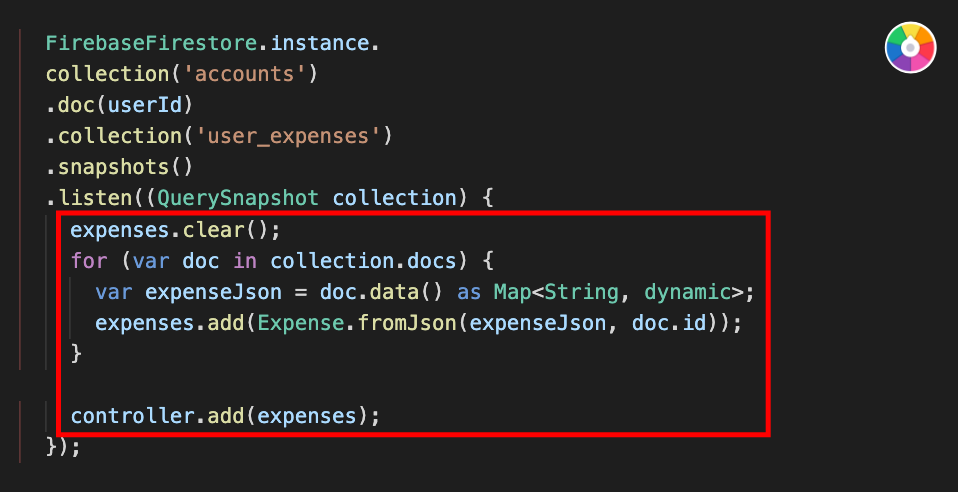 FirebaseFirestore.instance.
collection('accounts')
.doc(userId)
.collection('user_expenses')
.snapshots()
.listen((QuerySnapshot collection) {
expenses.clear();
for (var doc in collection.docs) {
var expenseJson = doc.data() as Map<String, dynamic>;
expenses.add(Expense.fromJson(expenseJson, doc.id));
}
controller.add(expenses);
});